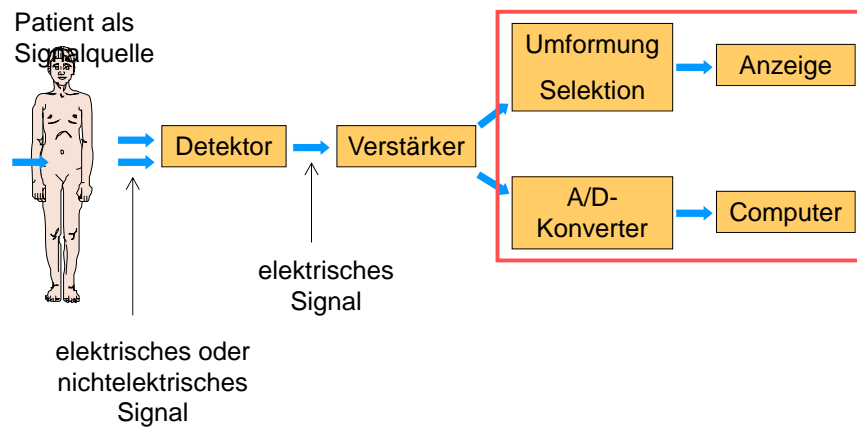 Patient als
Signalquelle
Umformung
Selektion
Anzeige
Detektor
Verstärker
A/D-
Konverter
Computer
elektrisches
Signal
elektrisches oder
nichtelektrisches
Signal